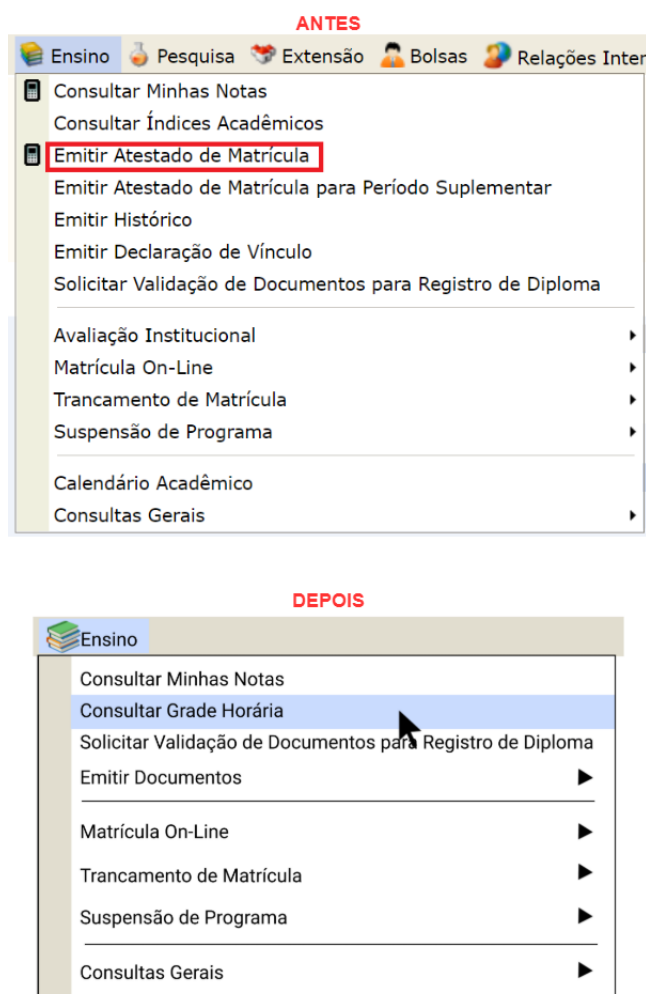 ANTES
Ensino Pesquisa Extensão Bolsas Relações Inter
Consultar Minhas Notas
Consultar Índices Acadêmicos
Emitir Atestado de Matrícula
Emitir Atestado de Matrícula para Período Suplementar
Emitir Histórico
Emitir Declaração de Vínculo
Solicitar Validação de Documentos para Registro de Diploma
Avaliação Institucional
Matrícula On-Line
Trancamento de Matrícula
Suspensão de Programa
Calendário Acadêmico
Consultas Gerais
DEPOIS
Ensino
Consultar Minhas Notas
Consultar Grade Horária
Solicitar Validação de Documentos para Registro de Diploma
Emitir Documentos
Matrícula On-Line
Trancamento de Matrícula
Suspensão de Programa
Consultas Gerais